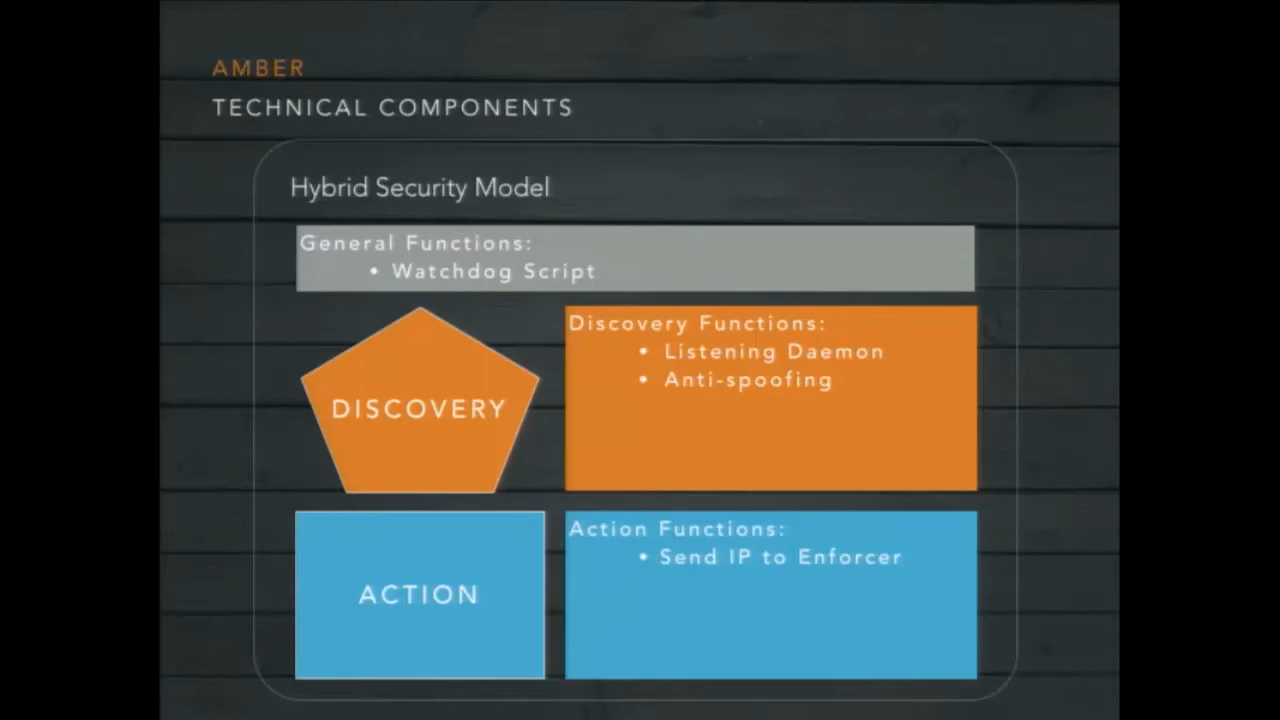 AMBER
TECHNICAL COMPONENTS
Hybrid Security Model
General Functions:
• Watchdog Script
DISCOVERY
Discovery Functions:
• Listening Daemon
• Anti-spoofing
ACTION
Action Functions:
• Send IP to Enforcer